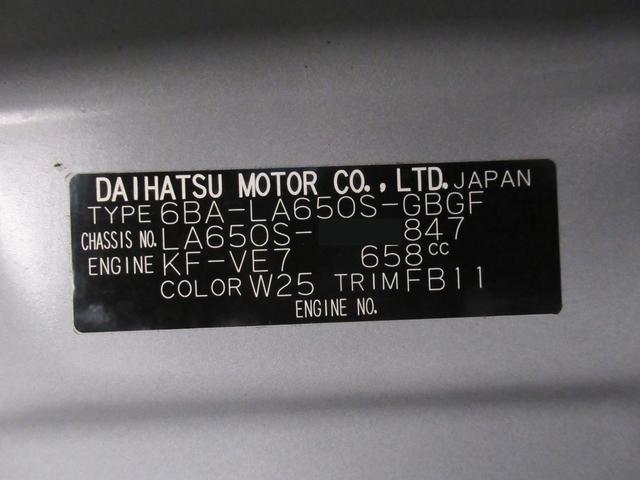 DAIHATSU MOTOR CO.,LTD. JAPAN
TYPE 6BA-LA650S-GBGF
CHASSIS NO. LA650S- 847
ENGINE KF-VE7 658cc
COLOR W25 TRIM FB11
ENGINE NO.